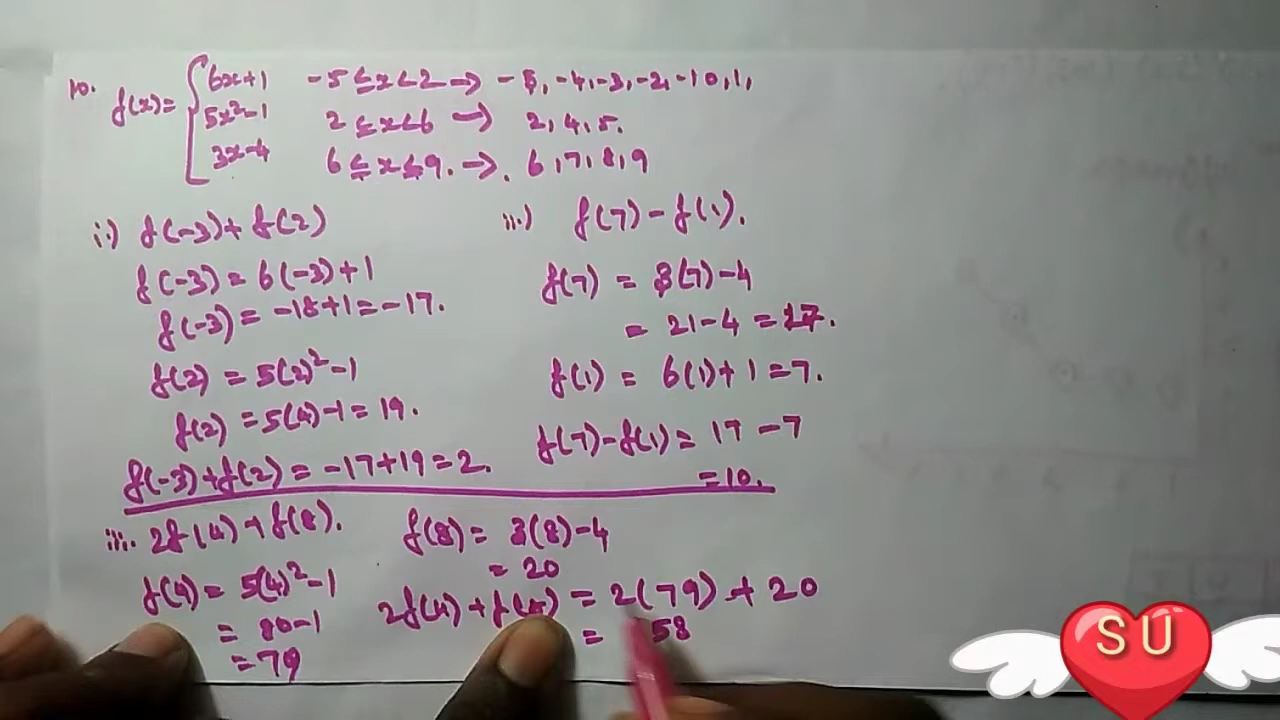 10. f(x)= { 6x+1 -5≤x<2 → -5, -4, -3, -2, -1 0, 1,
5x²-1 2≤x<6 → 2, 4, 5.
3x-4 6≤x≤9. →. 6, 7, 8, 9
i.) f(-3)+f(2)
f(-3) = 6(-3)+1
f(-3) = -18+1=-17.
f(2) = 5(2)²-1
f(2) =5(4)-1=19.
f(-3)+f(2) = -17+19=2.
ii.) f(7)-f(1).
f(7) = 3(7)-4
= 21-4 =17.
f(1) = 6(1)+1=7.
f(7)-f(1)= 17-7
=10.
iii. 2f(4)+f(8).
f(4)= 5(4)²-1
= 80-1
=79
f(8)= 3(8)-4
= 20
2f(4)+f( ) = 2(79)+20
= 58
SU